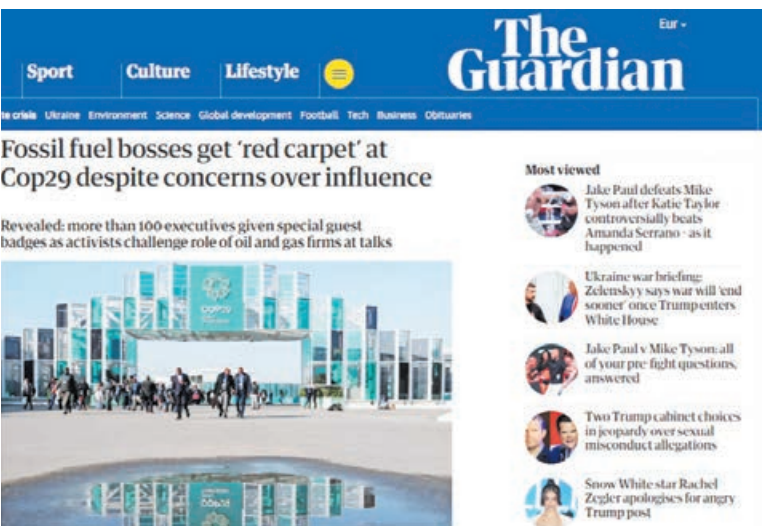 The
Guardian
Eur
Sport
Culture
Lifestyle
te crisis Ukraine Environment Science Global development Football Tech Business Obituaries
Fossil fuel bosses get ‘red carpet’ at
Cop29 despite concerns over influence
Revealed: more than 100 executives given special guest
badges as activists challenge role of oil and gas firms at talks
COP29
Most viewed
Jake Paul defeats Mike
Tyson after Katie Taylor
controversially beats
Amanda Serrano - as it
happened
Ukraine war briefing:
Zelenskyy says war will ‘end
sooner’ once Trump enters
White House
Jake Paul v Mike Tyson: all
of your pre-fight questions,
answered
Two Trump cabinet choices
in jeopardy over sexual
misconduct allegations
Snow White star Rachel
Zegler apologises for angry
Trump post